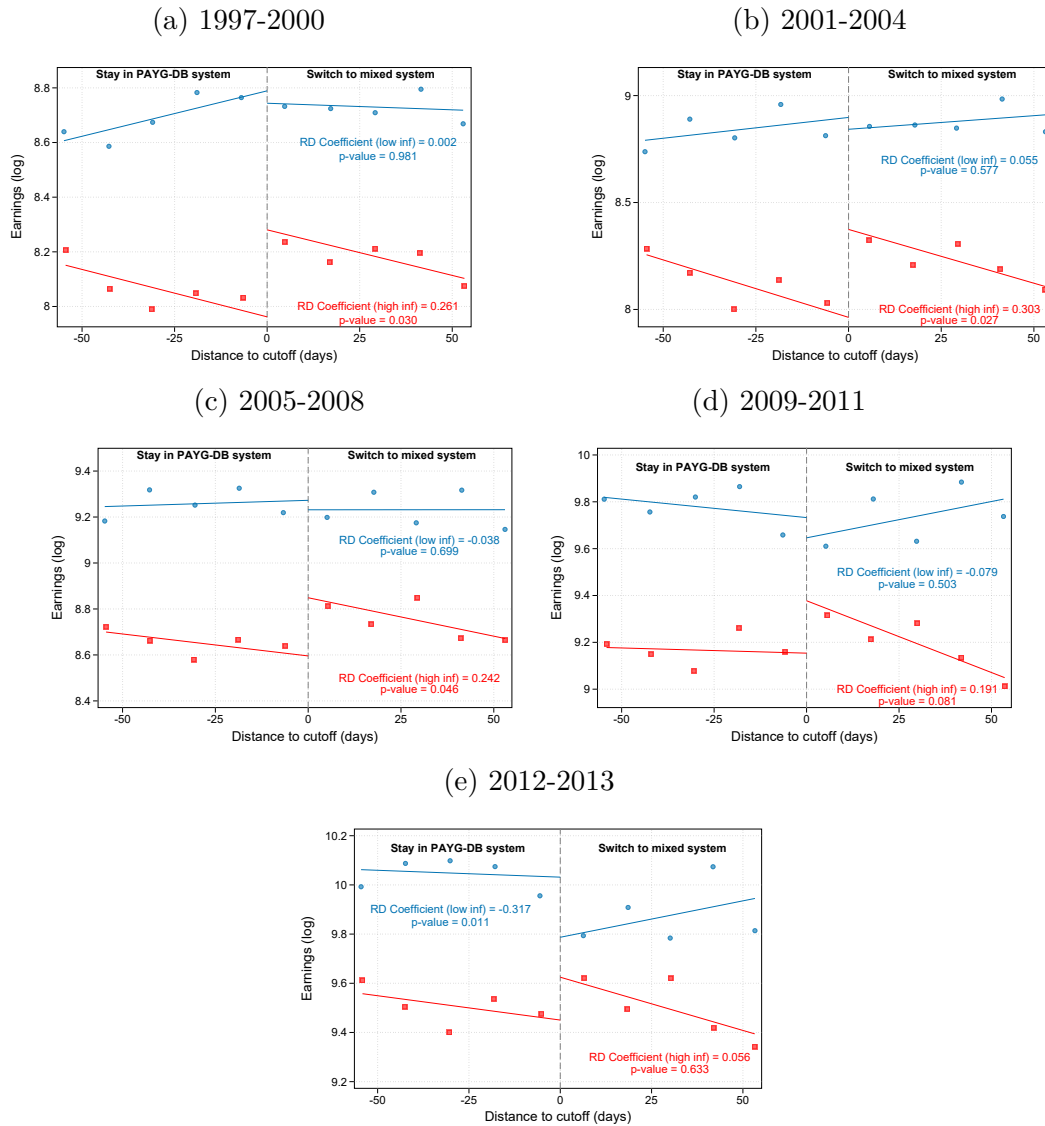 (a) 1997-2000
Stay in PAYG-DB system
Switch to mixed system
8.8
8.6
8.4
8.2
8
Earnings (log)
RD Coefficient (low inf) = 0.002
p-value = 0.981
RD Coefficient (high inf) = 0.261
p-value = 0.030
-50
-25
0
25
50
Distance to cutoff (days)
(b) 2001-2004
Stay in PAYG-DB system
Switch to mixed system
9
8.5
8
Earnings (log)
RD Coefficient (low inf) = 0.055
p-value = 0.577
RD Coefficient (high inf) = 0.303
p-value = 0.027
-50
-25
0
25
50
Distance to cutoff (days)
(c) 2005-2008
Stay in PAYG-DB system
Switch to mixed system
9.4
9.2
9
8.8
8.6
8.4
Earnings (log)
RD Coefficient (low inf) = -0.038
p-value = 0.699
RD Coefficient (high inf) = 0.242
p-value = 0.046
-50
-25
0
25
50
Distance to cutoff (days)
(d) 2009-2011
Stay in PAYG-DB system
Switch to mixed system
10
9.8
9.6
9.4
9.2
9
Earnings (log)
RD Coefficient (low inf) = -0.079
p-value = 0.503
RD Coefficient (high inf) = 0.191
p-value = 0.081
-50
-25
0
25
50
Distance to cutoff (days)
(e) 2012-2013
Stay in PAYG-DB system
Switch to mixed system
10.2
10
9.8
9.6
9.4
9.2
Earnings (log)
RD Coefficient (low inf) = -0.317
p-value = 0.011
RD Coefficient (high inf) = 0.056
p-value = 0.633
-50
-25
0
25
50
Distance to cutoff (days)